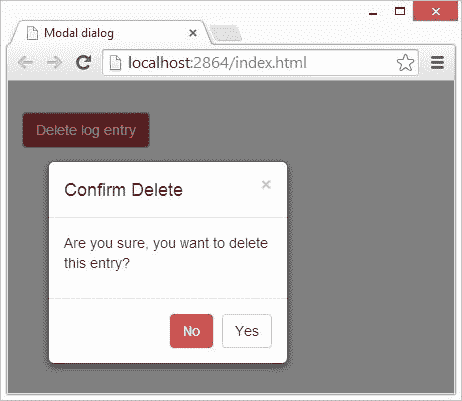 Modal dialog
localhost:2864/index.html
Delete log entry
Confirm Delete ×
Are you sure, you want to delete
this entry?
No Yes